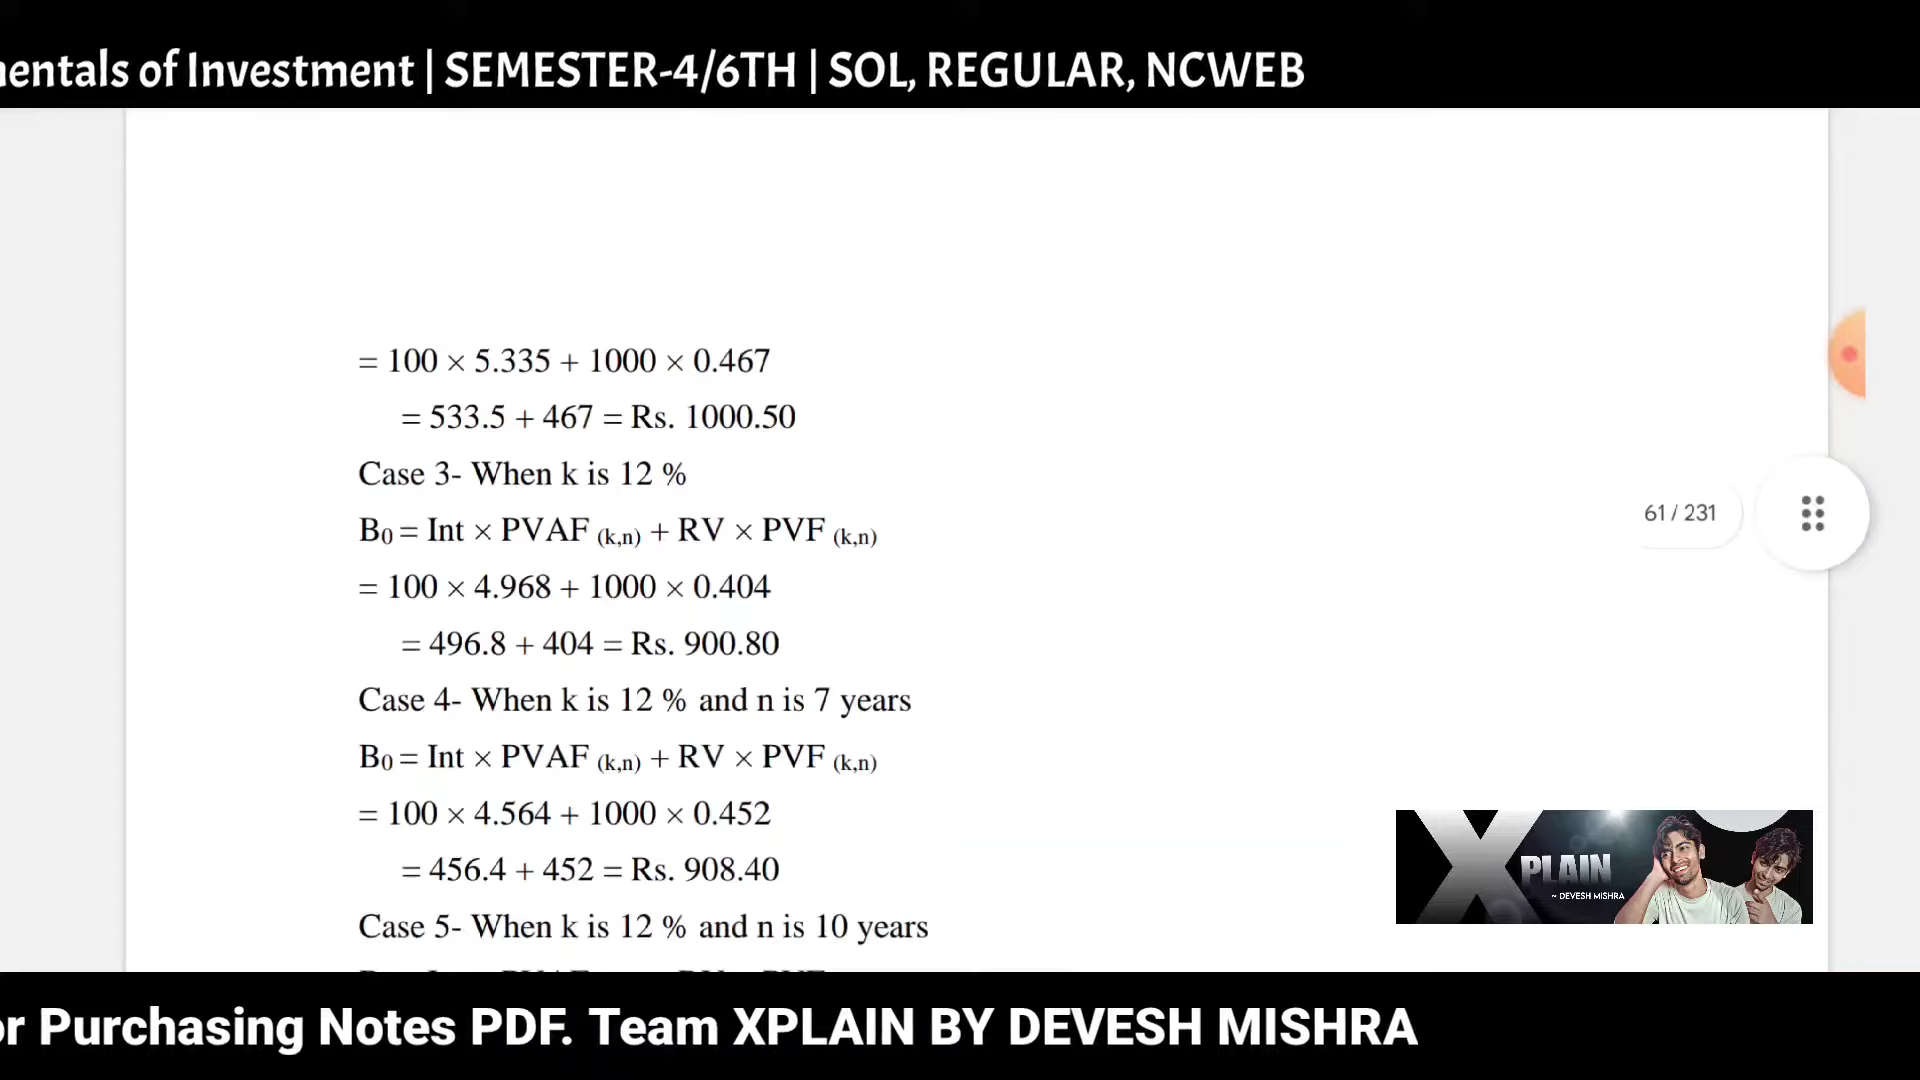 entals of Investment | SEMESTER-4/6TH | SOL, REGULAR, NCWEB
= 100 × 5.335 + 1000 × 0.467
= 533.5 + 467 = Rs. 1000.50
Case 3- When k is 12 %
B0 = Int × PVAF (k,n) + RV × PVF (k,n)
= 100 × 4.968 + 1000 × 0.404
= 496.8 + 404 = Rs. 900.80
Case 4- When k is 12 % and n is 7 years
B0 = Int × PVAF (k,n) + RV × PVF (k,n)
= 100 × 4.564 + 1000 × 0.452
= 456.4 + 452 = Rs. 908.40
Case 5- When k is 12 % and n is 10 years
61 / 231
XPLAIN
~ DEVESH MISHRA
or Purchasing Notes PDF. Team XPLAIN BY DEVESH MISHRA